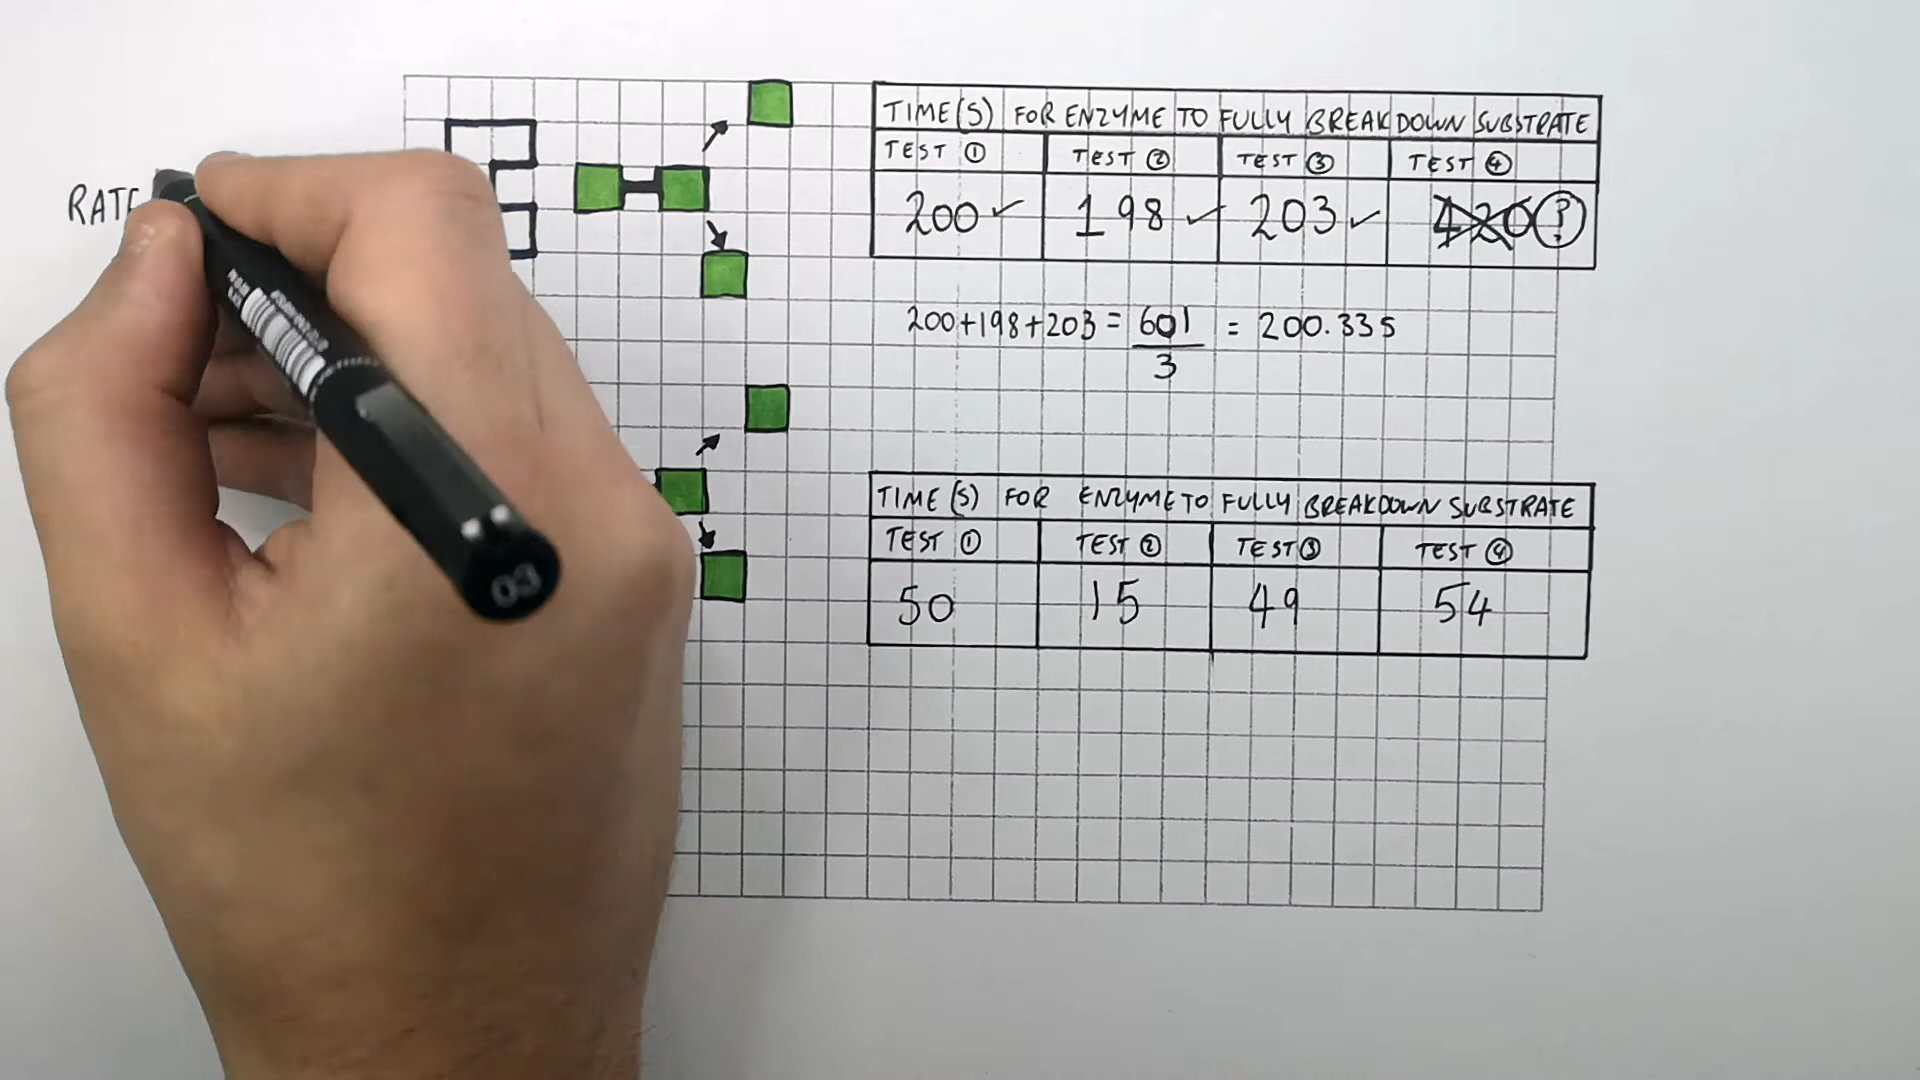 RATE
TIME(S) FOR ENZYME TO FULLY BREAKDOWN SUBSTRATE
TEST ① TEST ② TEST ③ TEST ④
200 ✓ 198 ✓ 203 ✓ 420 ?
200+198+203 = 601 = 200.33s
3
TIME(S) FOR ENZYME TO FULLY BREAKDOWN SUBSTRATE
TEST ① TEST ② TEST ③ TEST ④
50 15 49 54
03